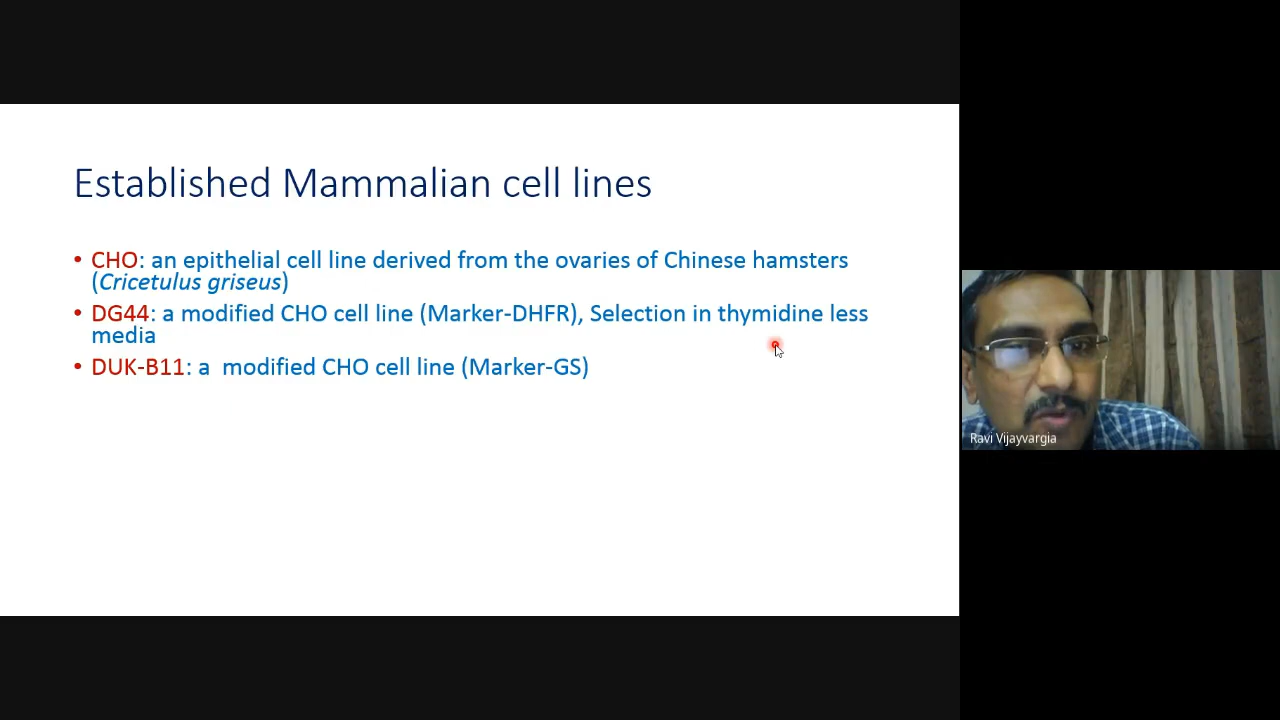 Established Mammalian cell lines
• CHO: an epithelial cell line derived from the ovaries of Chinese hamsters
(Cricetulus griseus)
• DG44: a modified CHO cell line (Marker-DHFR), Selection in thymidine less
media
• DUK-B11: a  modified CHO cell line (Marker-GS)
Ravi Vijayvargia